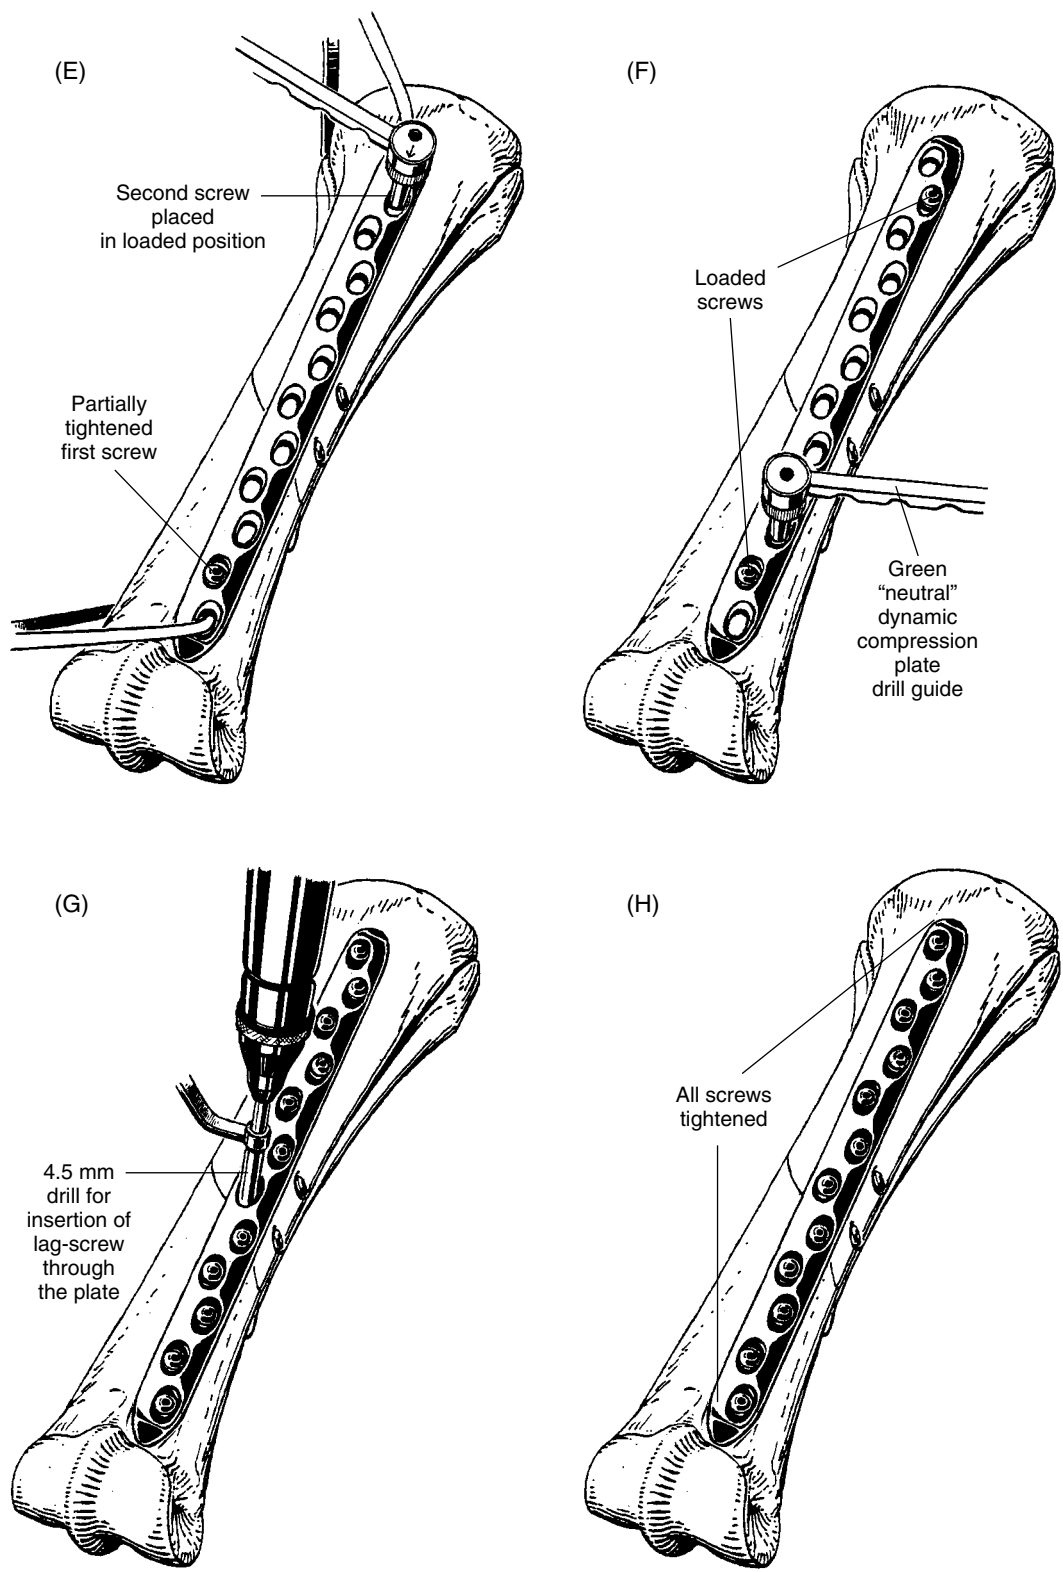 (E)
Second screw
placed
in loaded position
Partially
tightened
first screw
(F)
Loaded
screws
Green
“neutral”
dynamic
compression
plate
drill guide
(G)
4.5 mm
drill for
insertion of
lag-screw
through
the plate
(H)
All screws
tightened